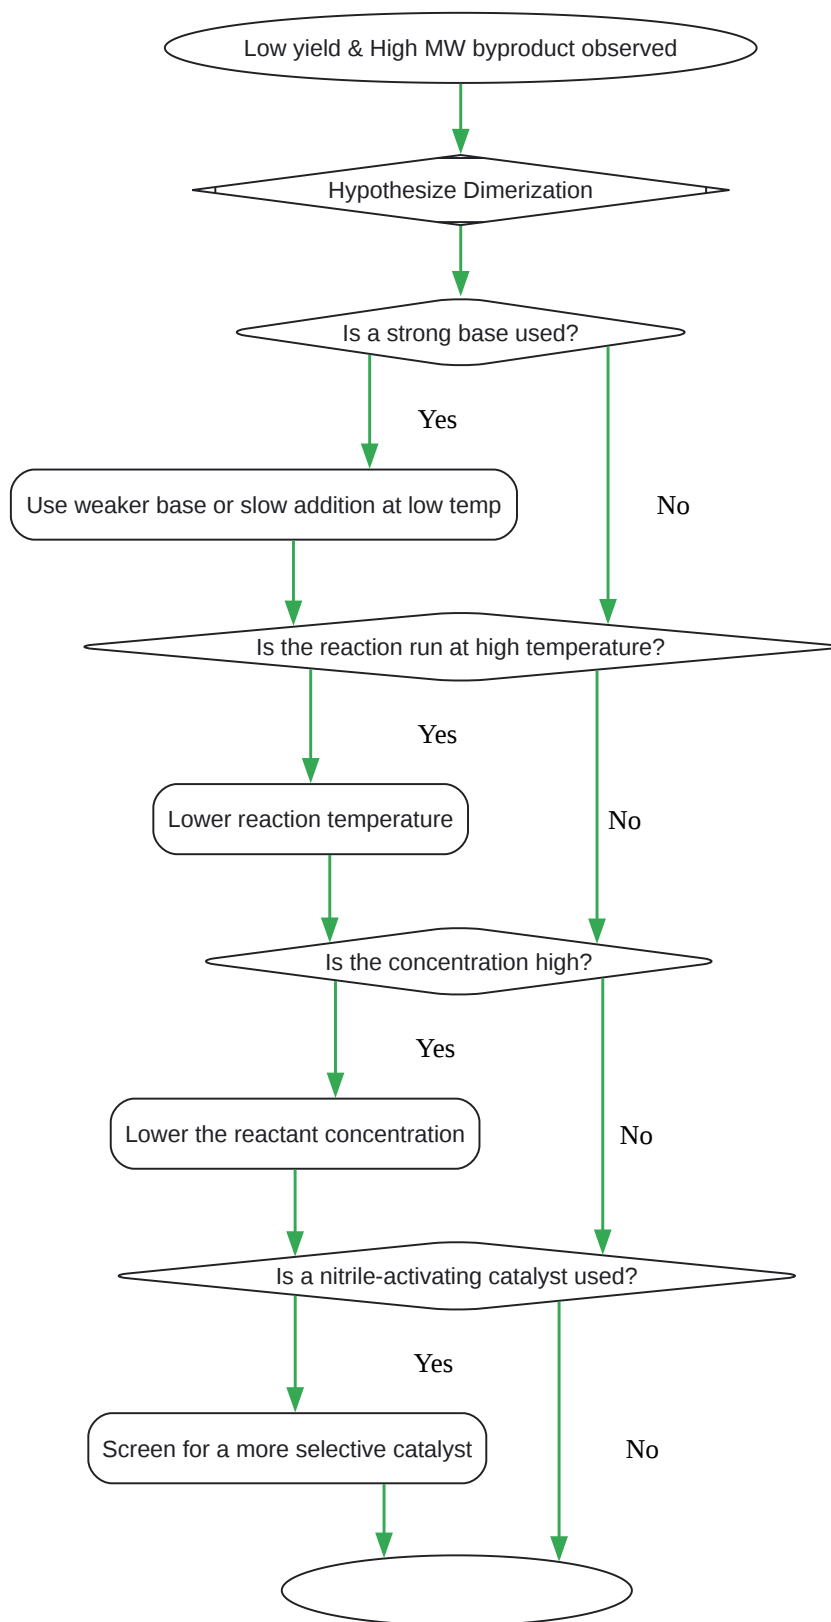 Low yield & High MW byproduct observed
Hypothesize Dimerization
Is a strong base used?
Yes
Use weaker base or slow addition at low temp
No
Is the reaction run at high temperature?
Yes
Lower reaction temperature
No
Is the concentration high?
Yes
Lower the reactant concentration
No
Is a nitrile-activating catalyst used?
Yes
Screen for a more selective catalyst
No